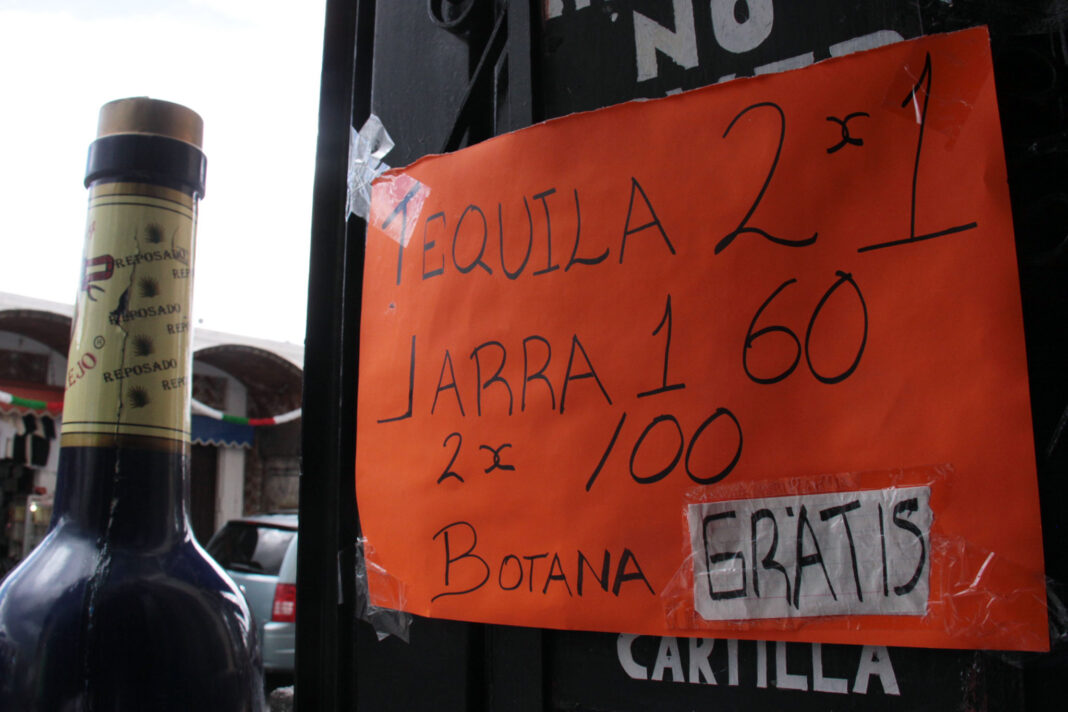 NO
TEQUILA 2x1
JARRA 1 60
2x 100
BOTANA GRATIS
CARTILLA
REPOSADO
REPOSADO
REPOSADO